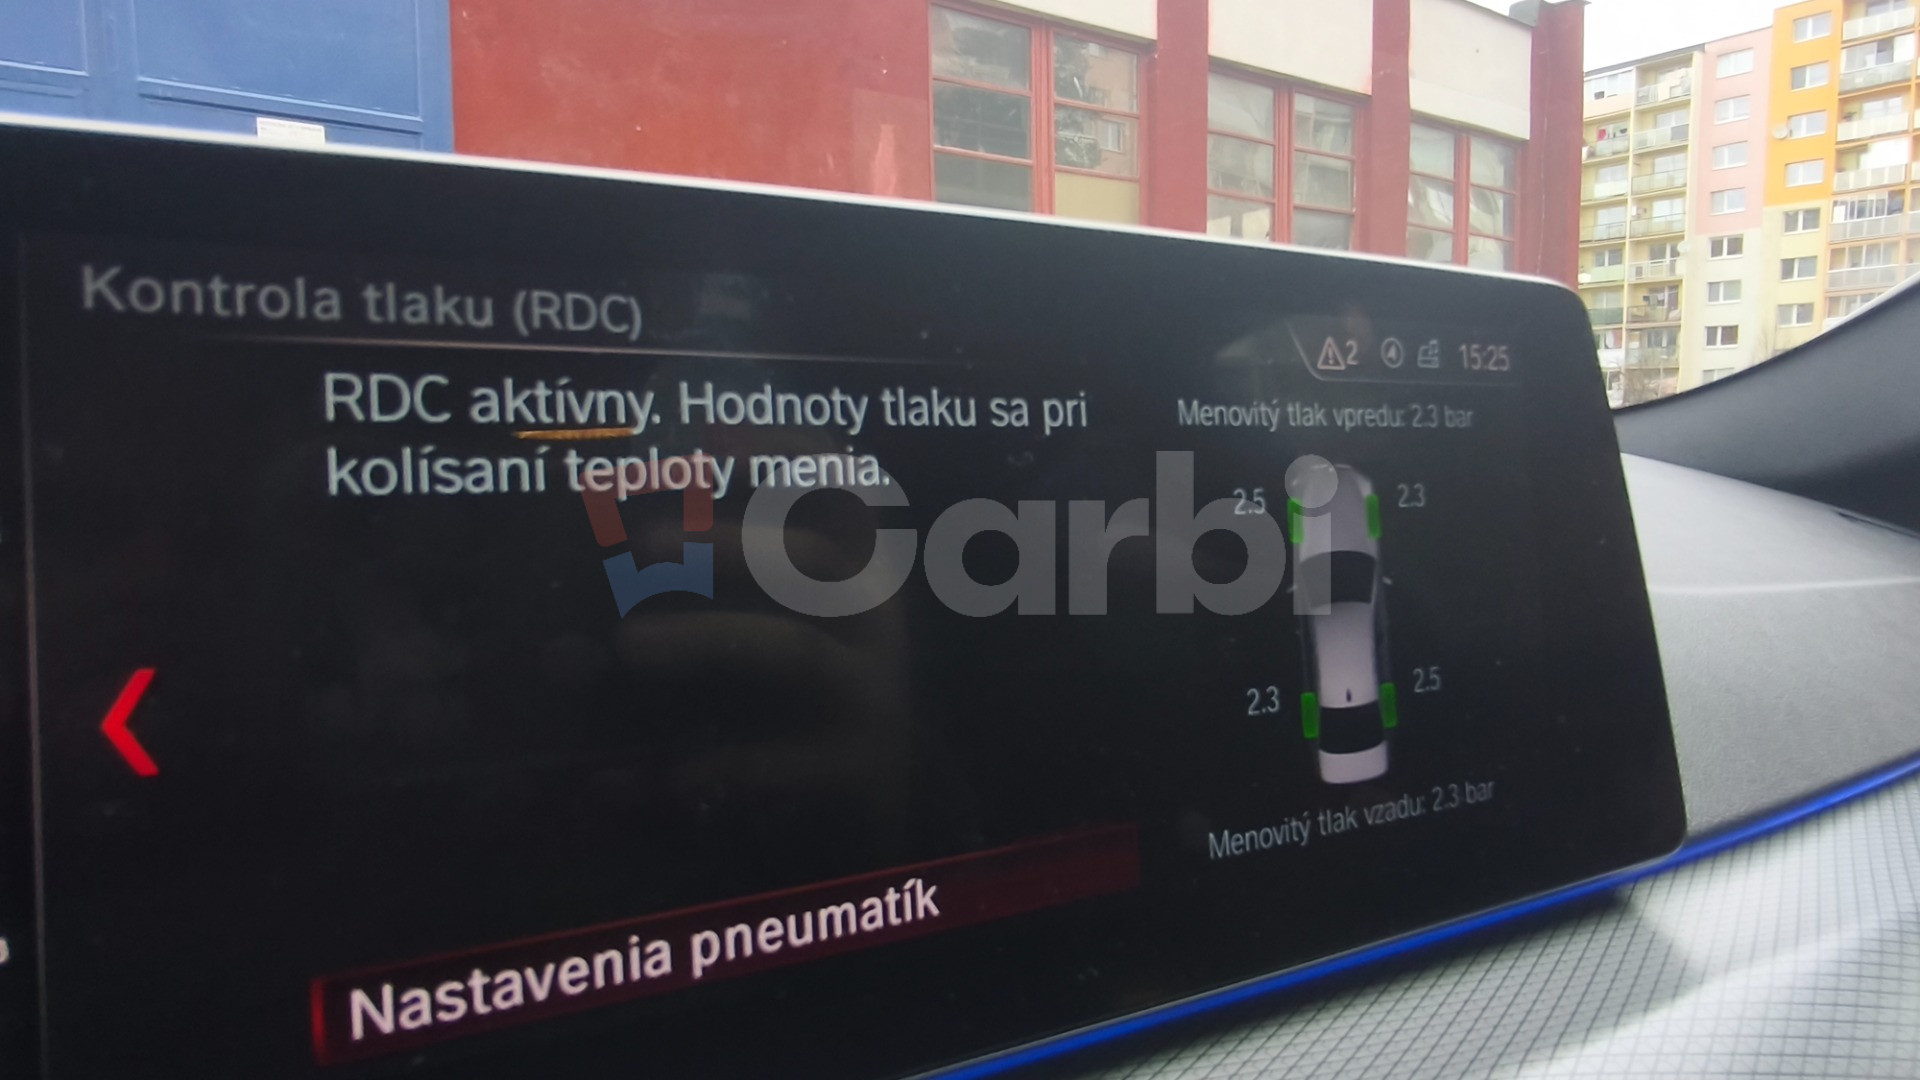 Kontrola tlaku (RDC)
2 15:25
RDC aktívny. Hodnoty tlaku sa pri
kolísaní teploty menia.
Menovitý tlak vpredu: 2.3 bar
2.5 2.3
Carbi
2.3 2.5
Menovitý tlak vzadu: 2.3 bar
Nastavenia pneumatík